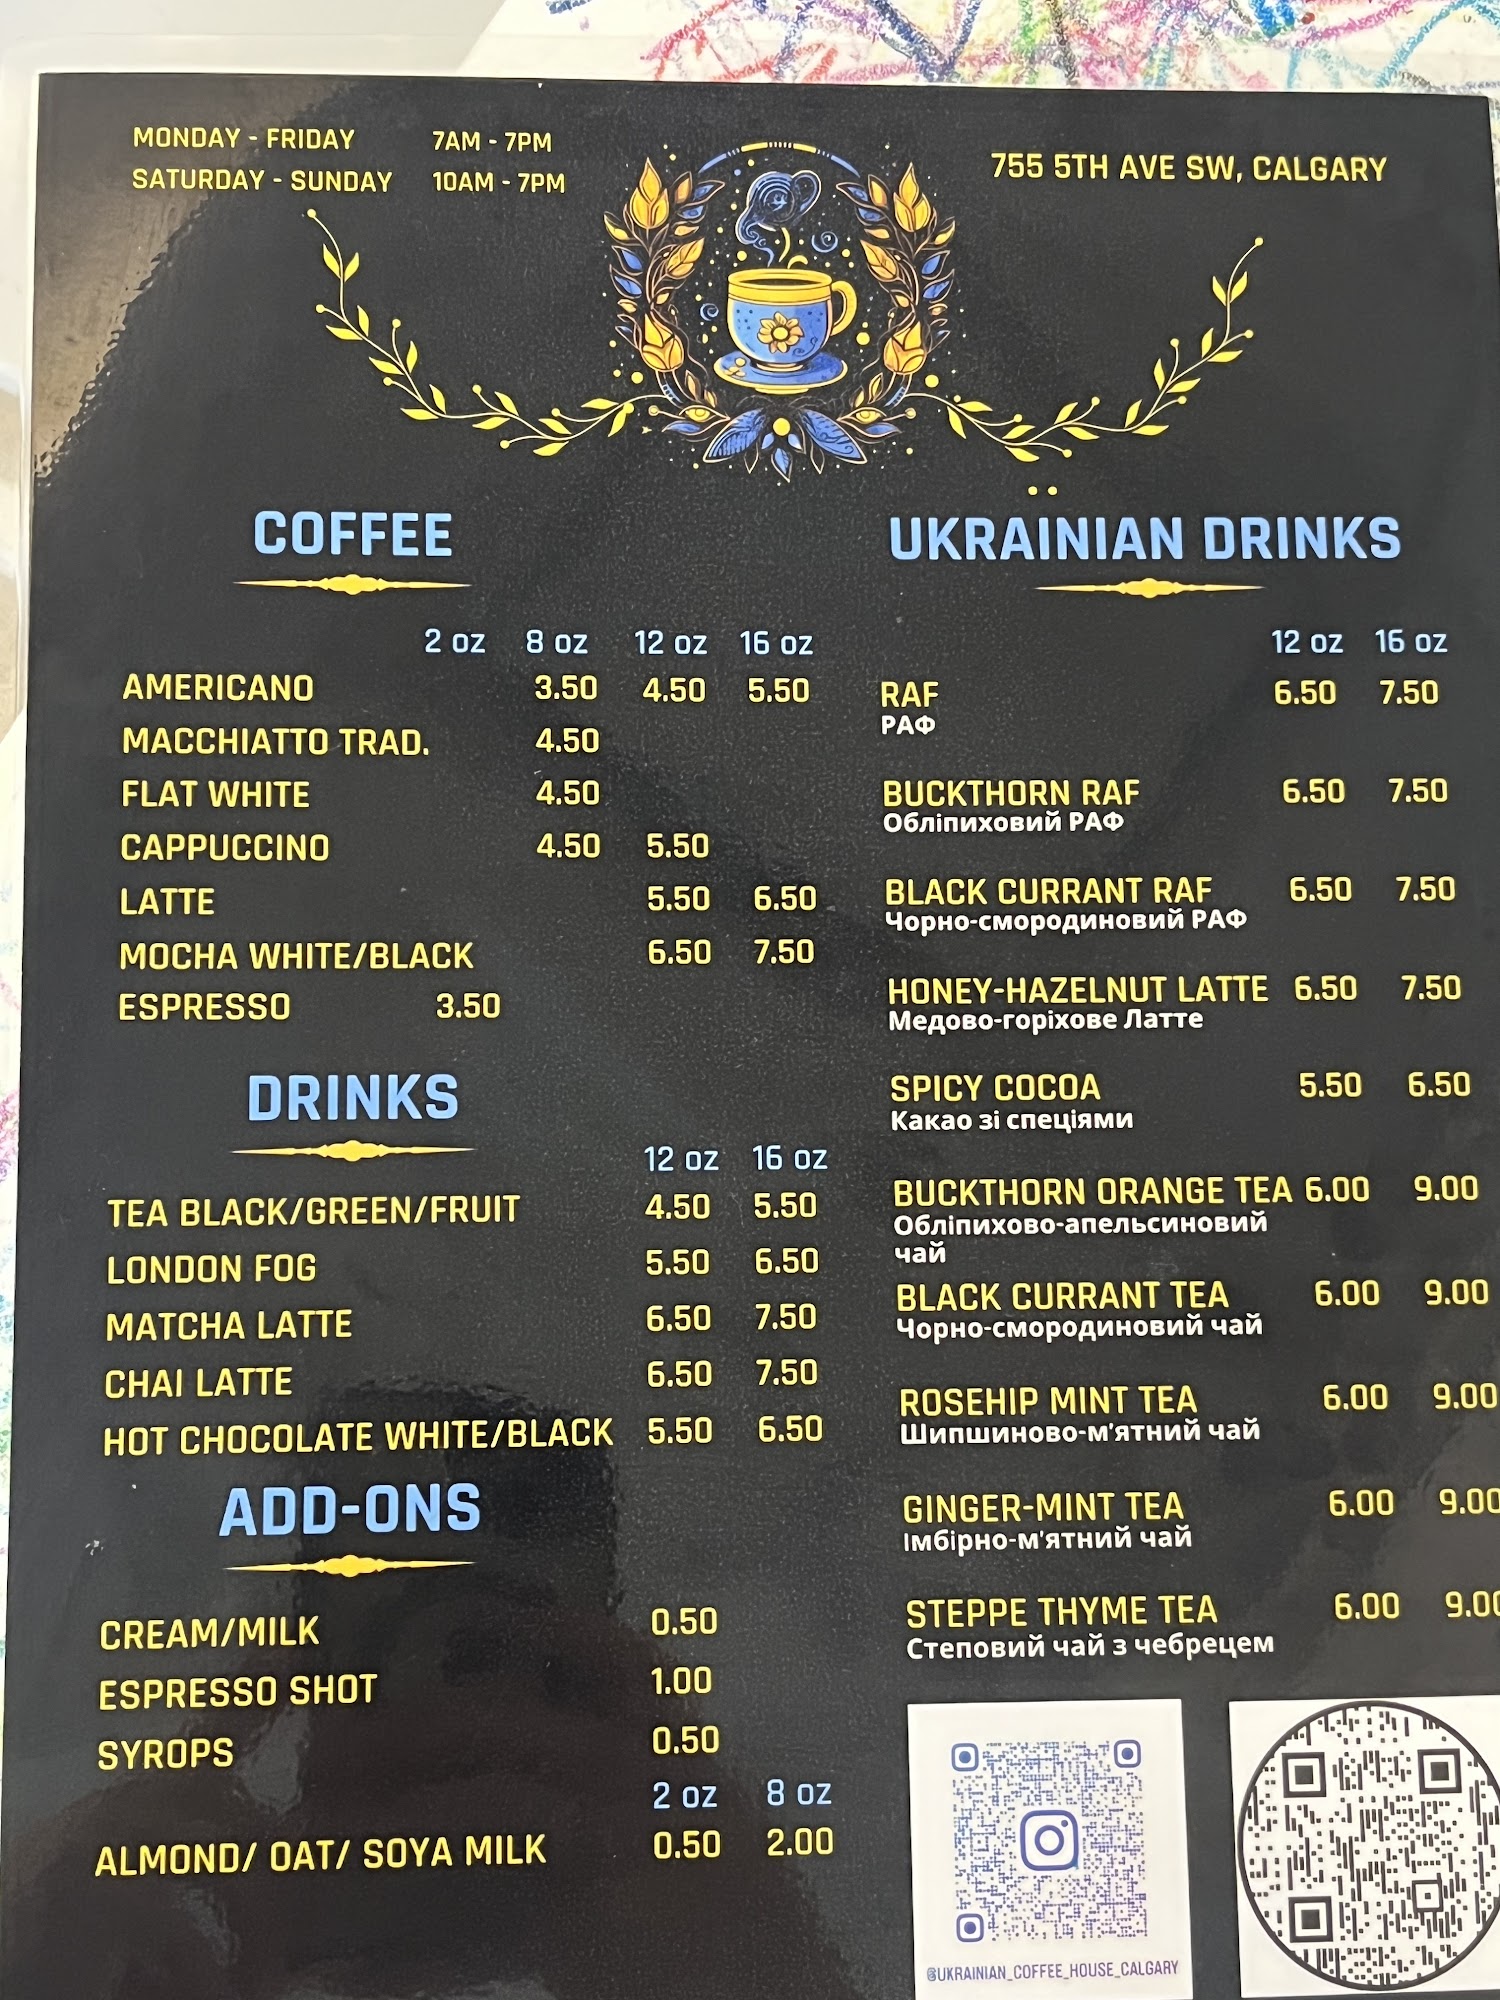 MONDAY - FRIDAY 7AM - 7PM
SATURDAY - SUNDAY 10AM - 7PM
755 5TH AVE SW, CALGARY
COFFEE
2 oz 8 oz 12 oz 16 oz
AMERICANO 3.50 4.50 5.50
MACCHIATTO TRAD. 4.50
FLAT WHITE 4.50
CAPPUCCINO 4.50 5.50
LATTE 5.50 6.50
MOCHA WHITE/BLACK 6.50 7.50
ESPRESSO 3.50
DRINKS
12 oz 16 oz
TEA BLACK/GREEN/FRUIT 4.50 5.50
LONDON FOG 5.50 6.50
MATCHA LATTE 6.50 7.50
CHAI LATTE 6.50 7.50
HOT CHOCOLATE WHITE/BLACK 5.50 6.50
ADD-ONS
CREAM/MILK 0.50
ESPRESSO SHOT 1.00
SYROPS 0.50
2 oz 8 oz
ALMOND/ OAT/ SOYA MILK 0.50 2.00
UKRAINIAN DRINKS
12 oz 16 oz
RAF 6.50 7.50
РАФ
BUCKTHORN RAF 6.50 7.50
Обліпиховий РАФ
BLACK CURRANT RAF 6.50 7.50
Чорно-смородиновий РАФ
HONEY-HAZELNUT LATTE 6.50 7.50
Медово-горіхове Латте
SPICY COCOA 5.50 6.50
Какао зі спеціями
BUCKTHORN ORANGE TEA 6.00 9.00
Обліпихово-апельсиновий
чай
BLACK CURRANT TEA 6.00 9.00
Чорно-смородиновий чай
ROSEHIP MINT TEA 6.00 9.00
Шипшиново-м'ятний чай
GINGER-MINT TEA 6.00 9.00
Імбірно-м'ятний чай
STEPPE THYME TEA 6.00 9.00
Степовий чай з чебрецем
@UKRAINIAN_COFFEE_HOUSE_CALGARY